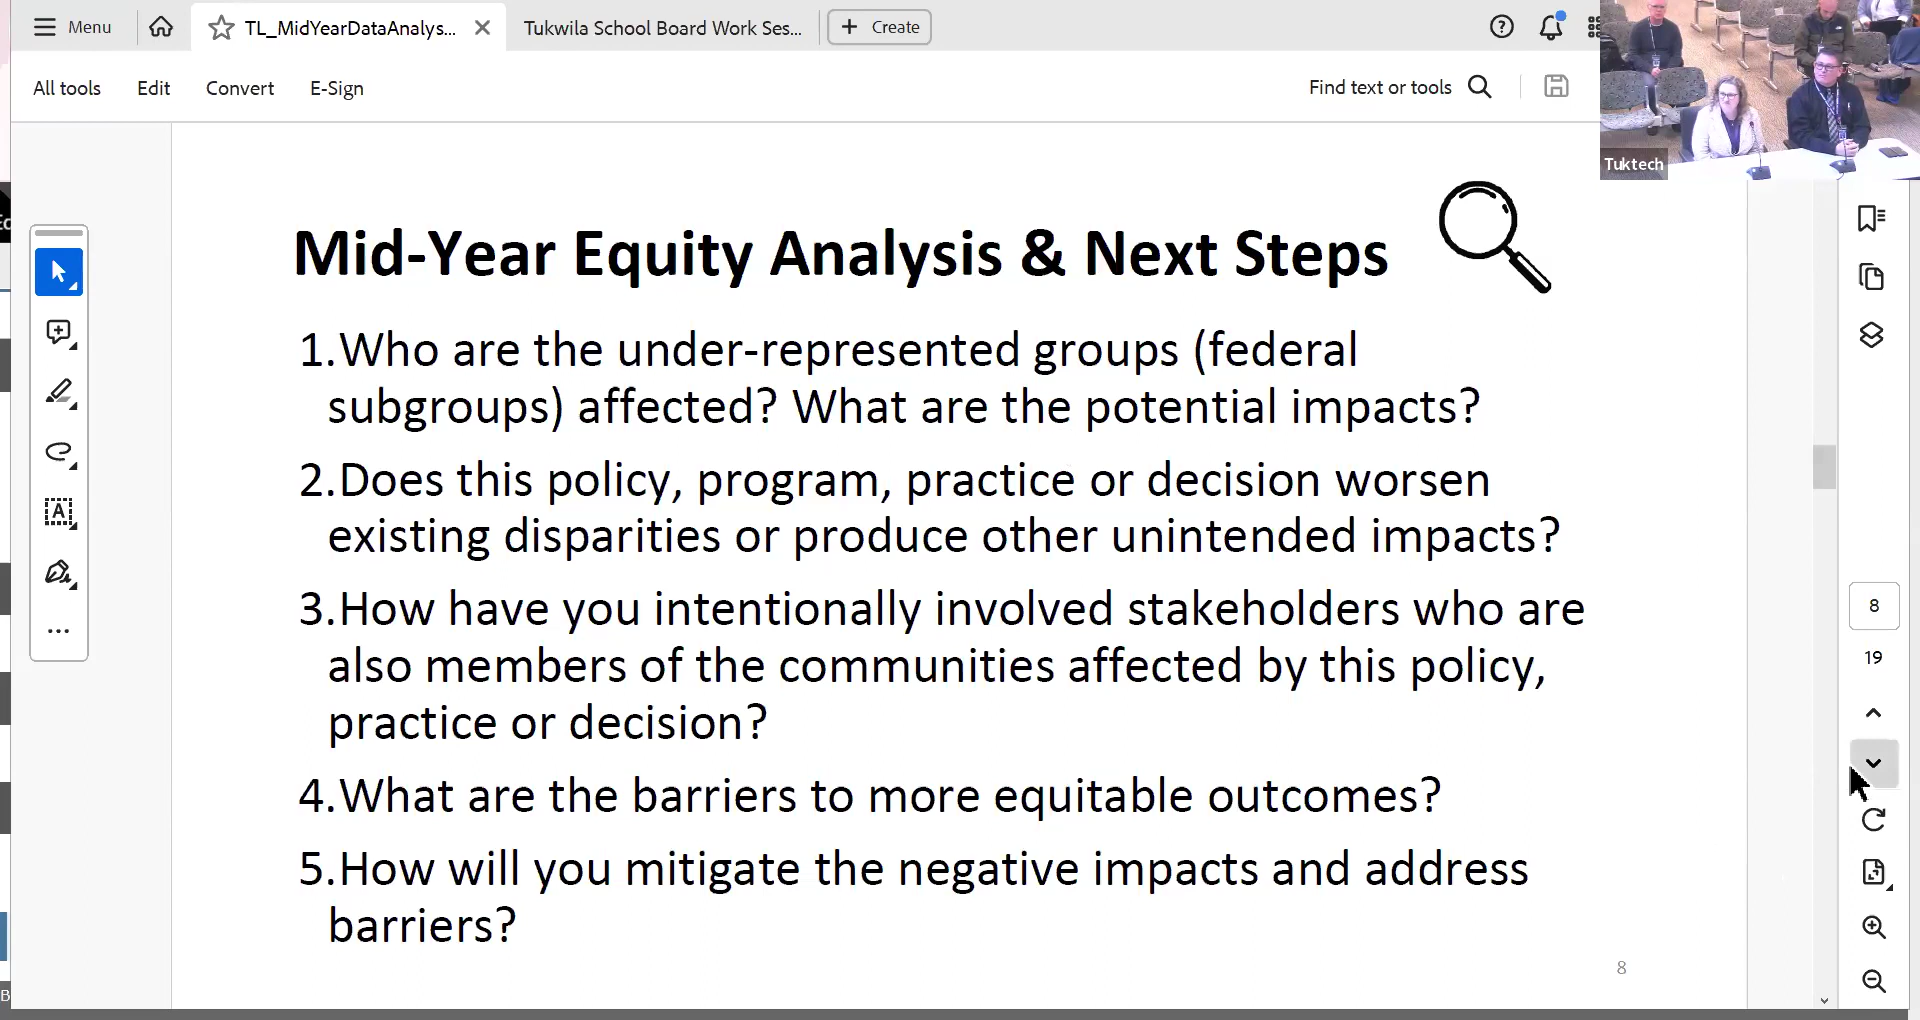 Menu
TL_MidYearDataAnalys...
Tukwila School Board Work Ses...
Create
All tools
Edit
Convert
E-Sign
Find text or tools
Tuktech
Mid-Year Equity Analysis & Next Steps
1.Who are the under-represented groups (federal
subgroups) affected? What are the potential impacts?
2.Does this policy, program, practice or decision worsen
existing disparities or produce other unintended impacts?
3.How have you intentionally involved stakeholders who are
also members of the communities affected by this policy,
practice or decision?
4.What are the barriers to more equitable outcomes?
5.How will you mitigate the negative impacts and address
barriers?
8
8
19